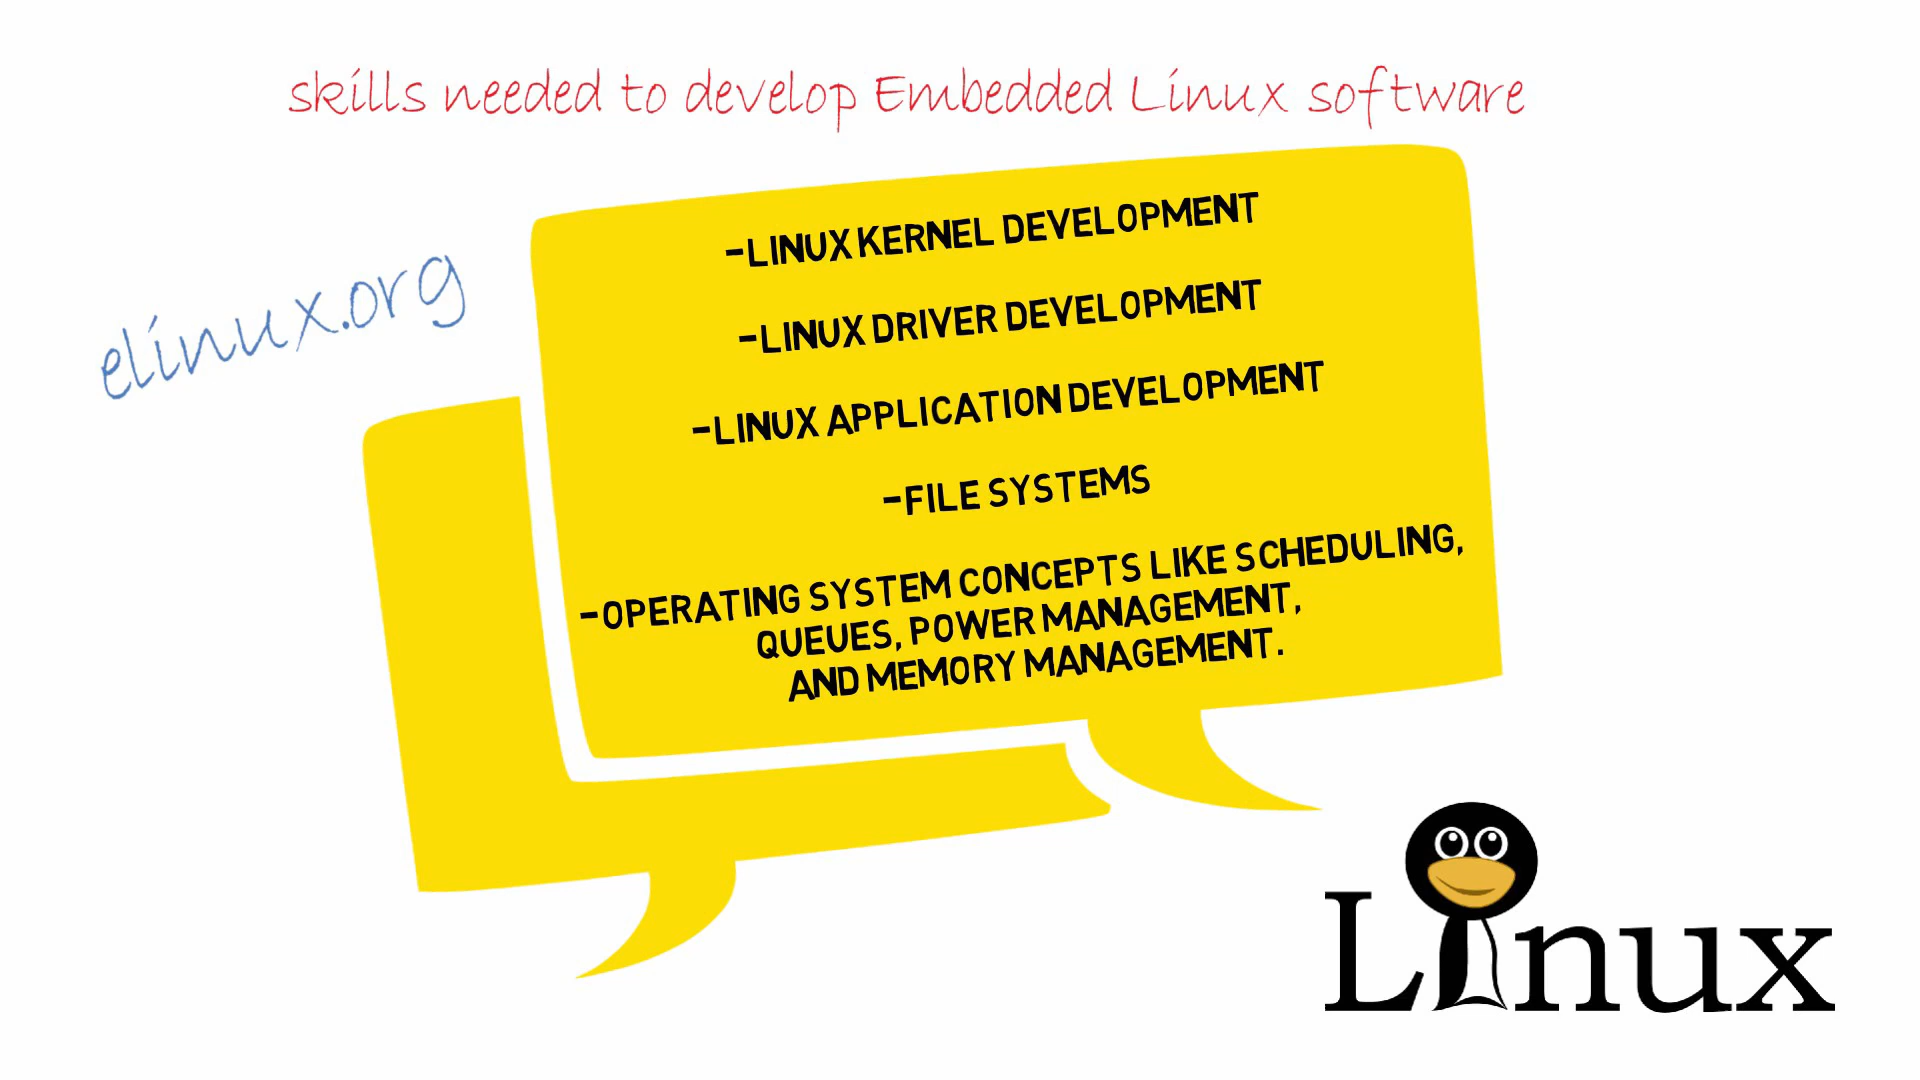 skills needed to develop Embedded Linux software
elinux.org
-LINUX KERNEL DEVELOPMENT
-LINUX DRIVER DEVELOPMENT
-LINUX APPLICATION DEVELOPMENT
-FILE SYSTEMS
-OPERATING SYSTEM CONCEPTS LIKE SCHEDULING,
QUEUES, POWER MANAGEMENT,
AND MEMORY MANAGEMENT.
Linux